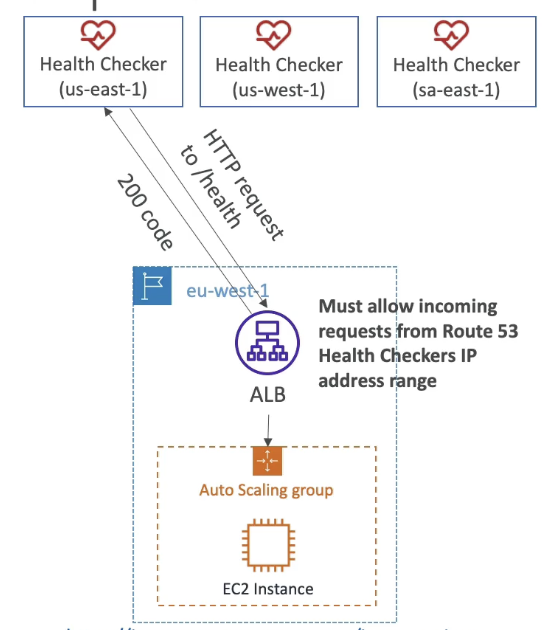 Health Checker
(us-east-1)
Health Checker
(us-west-1)
Health Checker
(sa-east-1)
HTTP request
to /health
200 code
eu-west-1
Must allow incoming
requests from Route 53
Health Checkers IP
address range
ALB
Auto Scaling group
EC2 Instance